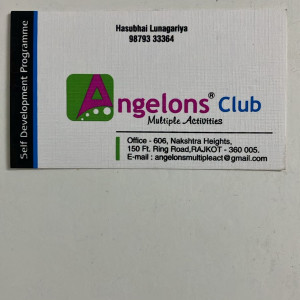 Self Development Programme
Hasubhai Lunagariya
98793 33364
Angelons® Club
Multiple Activities
Office - 606, Nakshtra Heights,
150 Ft. Ring Road,RAJKOT - 360 005.
E-mail : angelonsmultipleact@gmail.com